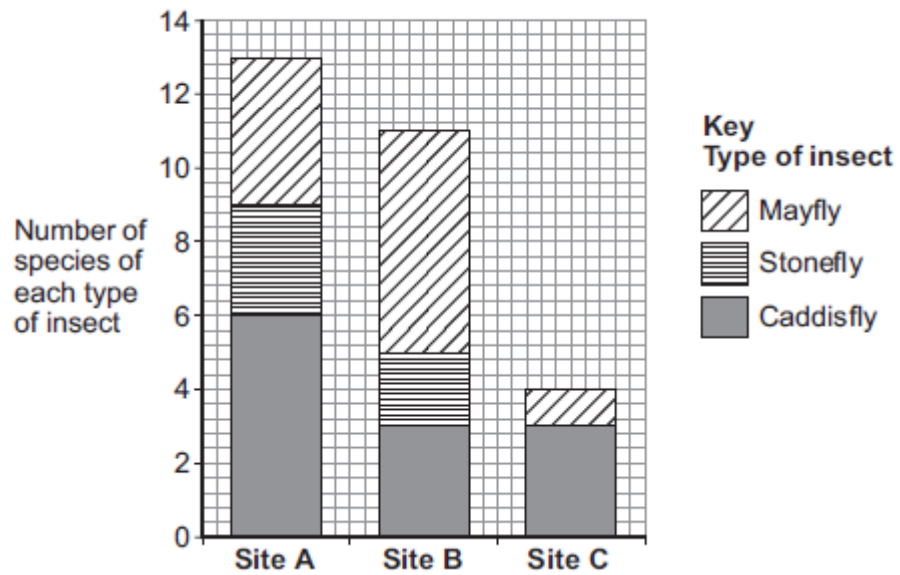 14
12
10
8
6
4
2
0
Number of
species of
each type
of insect
Site A
Site B
Site C
Key
Type of insect
Mayfly
Stonefly
Caddisfly